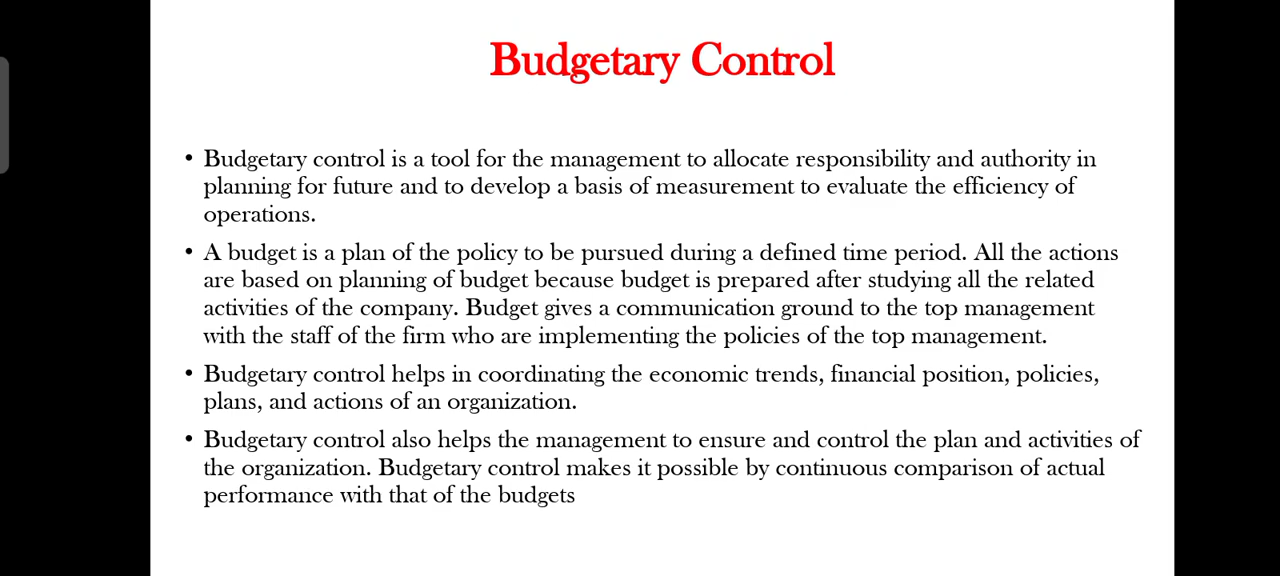 Budgetary Control
• Budgetary control is a tool for the management to allocate responsibility and authority in
planning for future and to develop a basis of measurement to evaluate the efficiency of
operations.
• A budget is a plan of the policy to be pursued during a defined time period. All the actions
are based on planning of budget because budget is prepared after studying all the related
activities of the company. Budget gives a communication ground to the top management
with the staff of the firm who are implementing the policies of the top management.
• Budgetary control helps in coordinating the economic trends, financial position, policies,
plans, and actions of an organization.
• Budgetary control also helps the management to ensure and control the plan and activities of
the organization. Budgetary control makes it possible by continuous comparison of actual
performance with that of the budgets